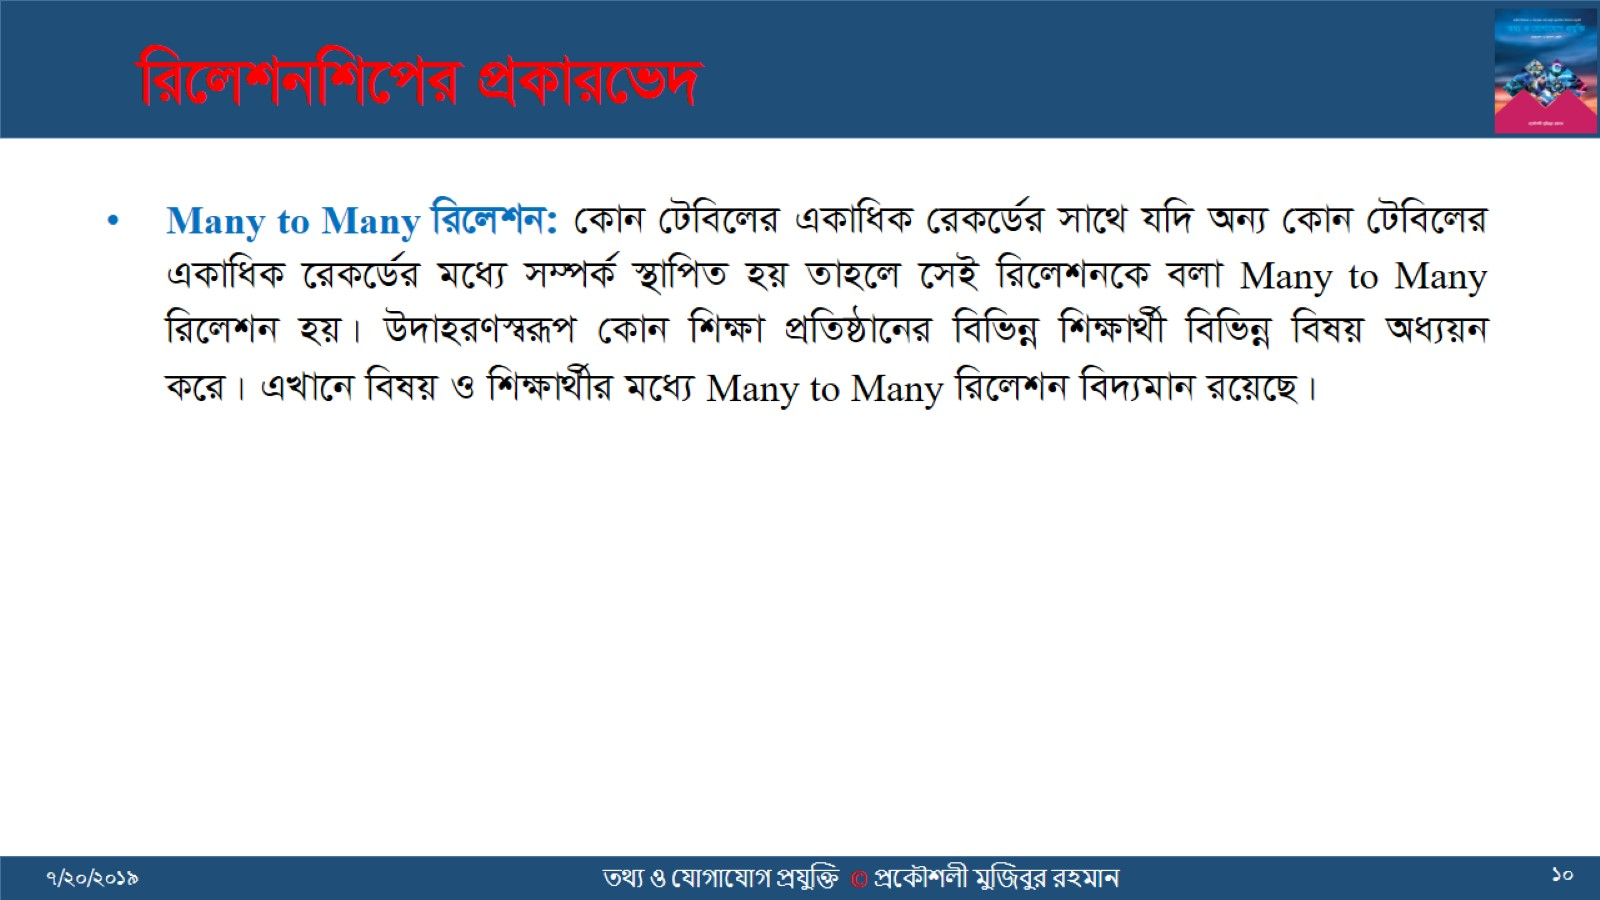 রিলেশনশিপের প্রকারভেদ
তথ্য ও যোগাযোগ প্রযুক্তি
• Many to Many রিলেশন: কোন টেবিলের একাধিক রেকর্ডের সাথে যদি অন্য কোন টেবিলের
একাধিক রেকর্ডের মধ্যে সম্পর্ক স্থাপিত হয় তাহলে সেই রিলেশনকে বলা Many to Many
রিলেশন হয়। উদাহরণস্বরূপ কোন শিক্ষা প্রতিষ্ঠানের বিভিন্ন শিক্ষার্থী বিভিন্ন বিষয় অধ্যয়ন
করে। এখানে বিষয় ও শিক্ষার্থীর মধ্যে Many to Many রিলেশন বিদ্যমান রয়েছে।
৭/২০/২০১৯
তথ্য ও যোগাযোগ প্রযুক্তি © প্রকৌশলী মুজিবুর রহমান
১০